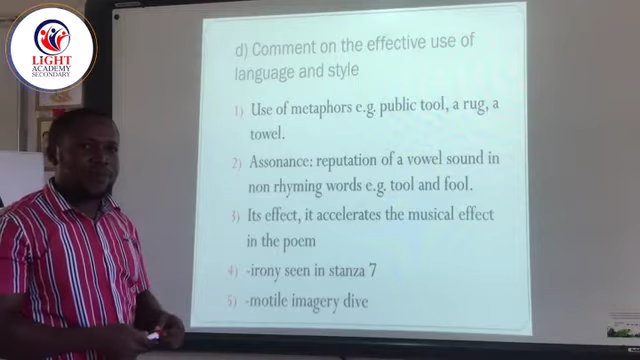 LIGHT
ACADEMY
SECONDARY
d) Comment on the effective use of
language and style
1) Use of metaphors e.g. public tool, a rug, a
towel.
2) Assonance: reputation of a vowel sound in
non rhyming words e.g. tool and fool.
3) Its effect, it accelerates the musical effect
in the poem
4) -irony seen in stanza 7
5) -motile imagery dive